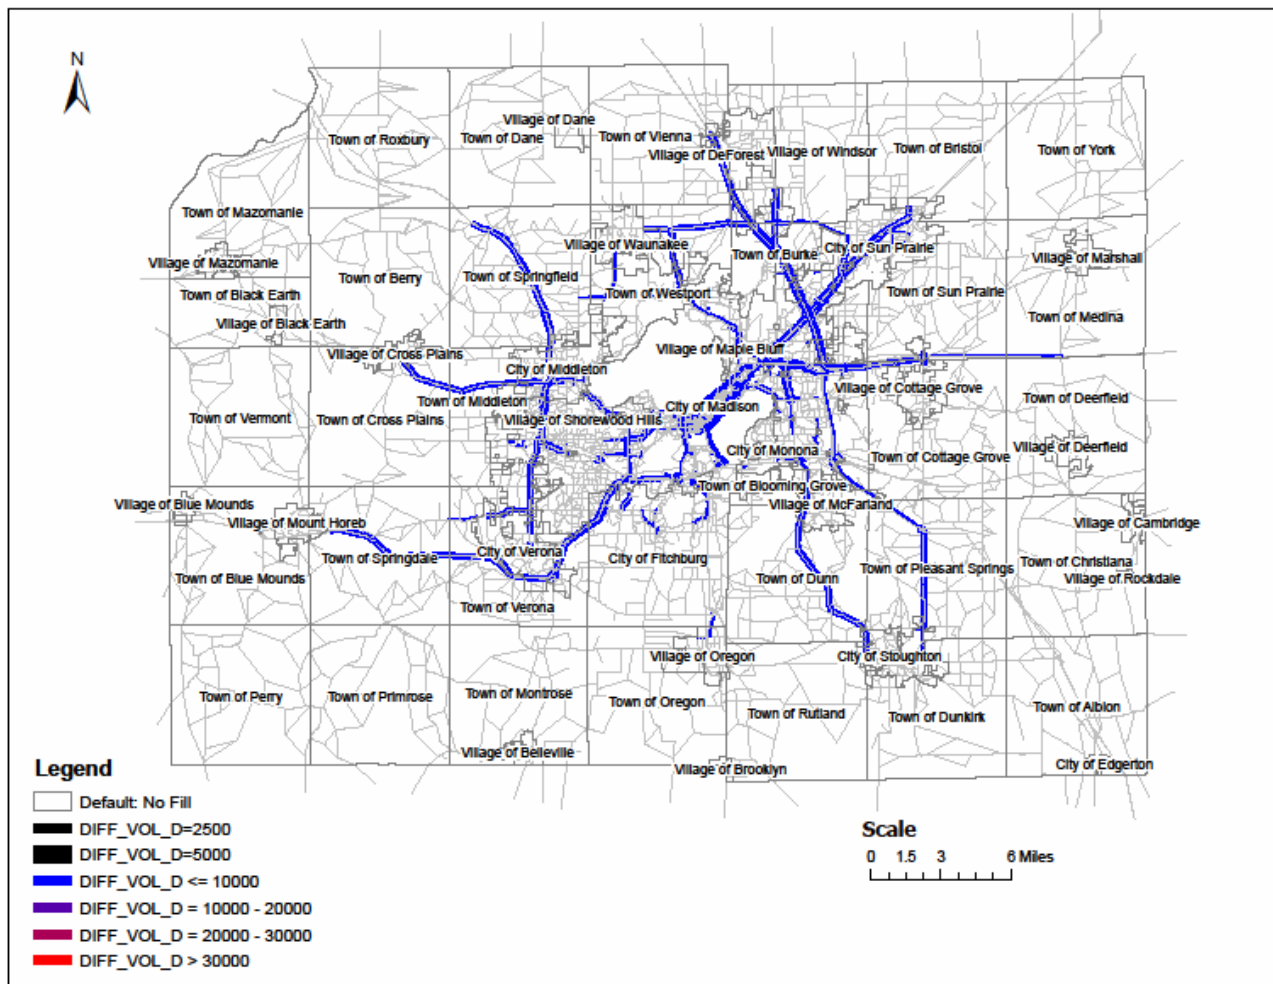 N
Village of Dane
Town of Roxbury
Town of Dane
Town of Vienna
Village of DeForest
Village of Windsor
Town of Bristol
Town of York
Town of Mazomanie
Village of Waunakee
Town of Burke
City of Sun Prairie
Village of Mazomanie
Town of Berry
Town of Springfield
Village of Marshall
Town of Black Earth
Town of Westport
Town of Sun Prairie
Village of Black Earth
Town of Medina
Village of Cross Plains
Village of Maple Bluff
City of Middleton
Village of Cottage Grove
Town of Middleton
City of Madison
Town of Deerfield
Town of Vermont
Town of Cross Plains
Village of Shorewood Hills
City of Monona
Town of Cottage Grove
Village of Deerfield
Town of Blooming Grove
Village of Blue Mounds
Village of McFarland
Village of Mount Horeb
Village of Cambridge
Town of Springdale
City of Verona
City of Fitchburg
Town of Pleasant Springs
Town of Christiana
Town of Blue Mounds
Town of Dunn
Village of Rockdale
Town of Verona
Village of Oregon
City of Stoughton
Town of Perry
Town of Primrose
Town of Montrose
Town of Oregon
Town of Rutland
Town of Dunkirk
Town of Albion
Village of Belleville
Village of Brooklyn
City of Edgerton
Legend
Default: No Fill
DIFF_VOL_D=2500
DIFF_VOL_D=5000
DIFF_VOL_D <= 10000
DIFF_VOL_D = 10000 - 20000
DIFF_VOL_D = 20000 - 30000
DIFF_VOL_D > 30000
Scale
0 1.5 3 6 Miles